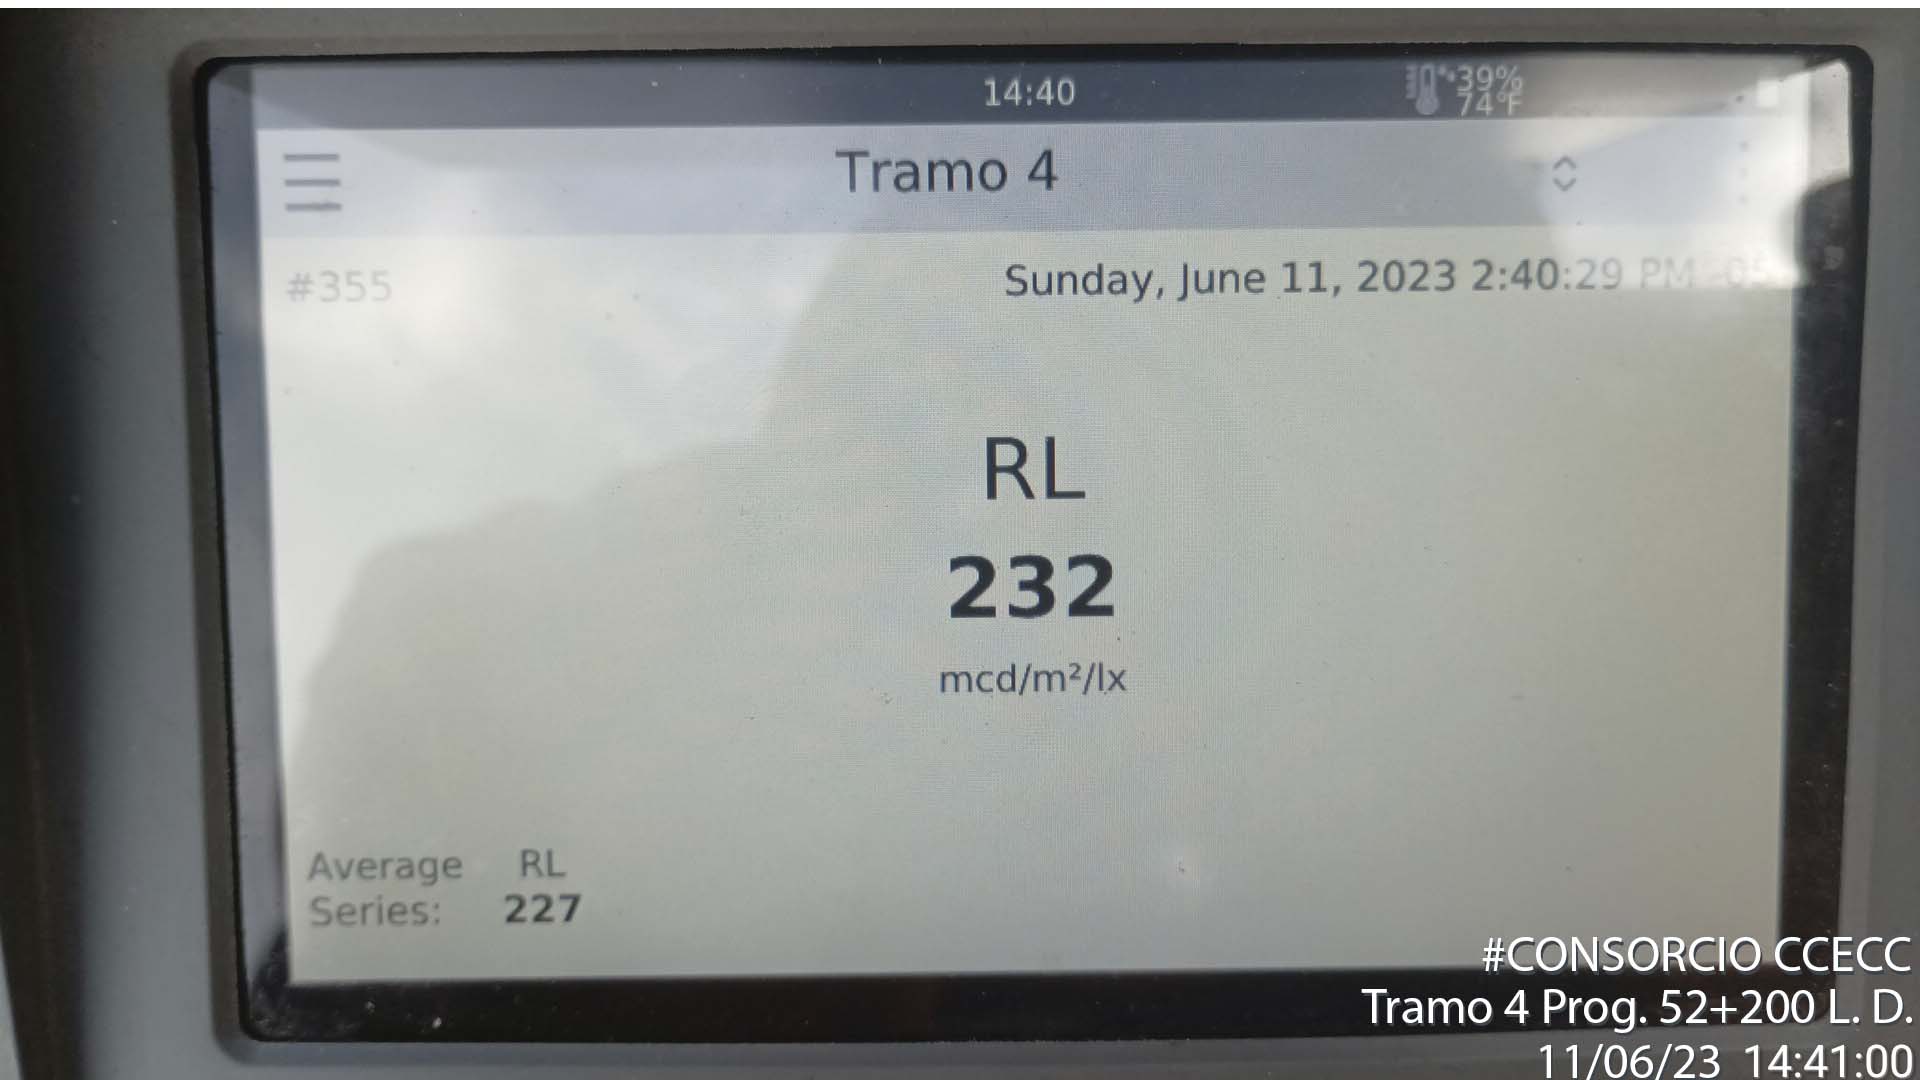 14:40
39%
74°F
Tramo 4
#355
Sunday, June 11, 2023 2:40:29 PM -05
RL
232
mcd/m²/lx
Average RL
Series: 227
#CONSORCIO CCECC
Tramo 4 Prog. 52+200 L. D.
11/06/23 14:41:00